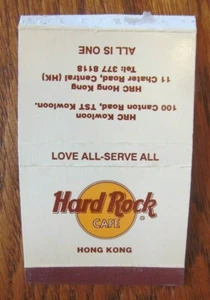 ALL IS ONE
Tel: 377 8118
11 Chater Road, Central (HK)
HRC Hong Kong
100 Canton Road, TST Kowloon.
HRC Kowloon
LOVE ALL-SERVE ALL
Hard Rock
CAFE
®
HONG KONG